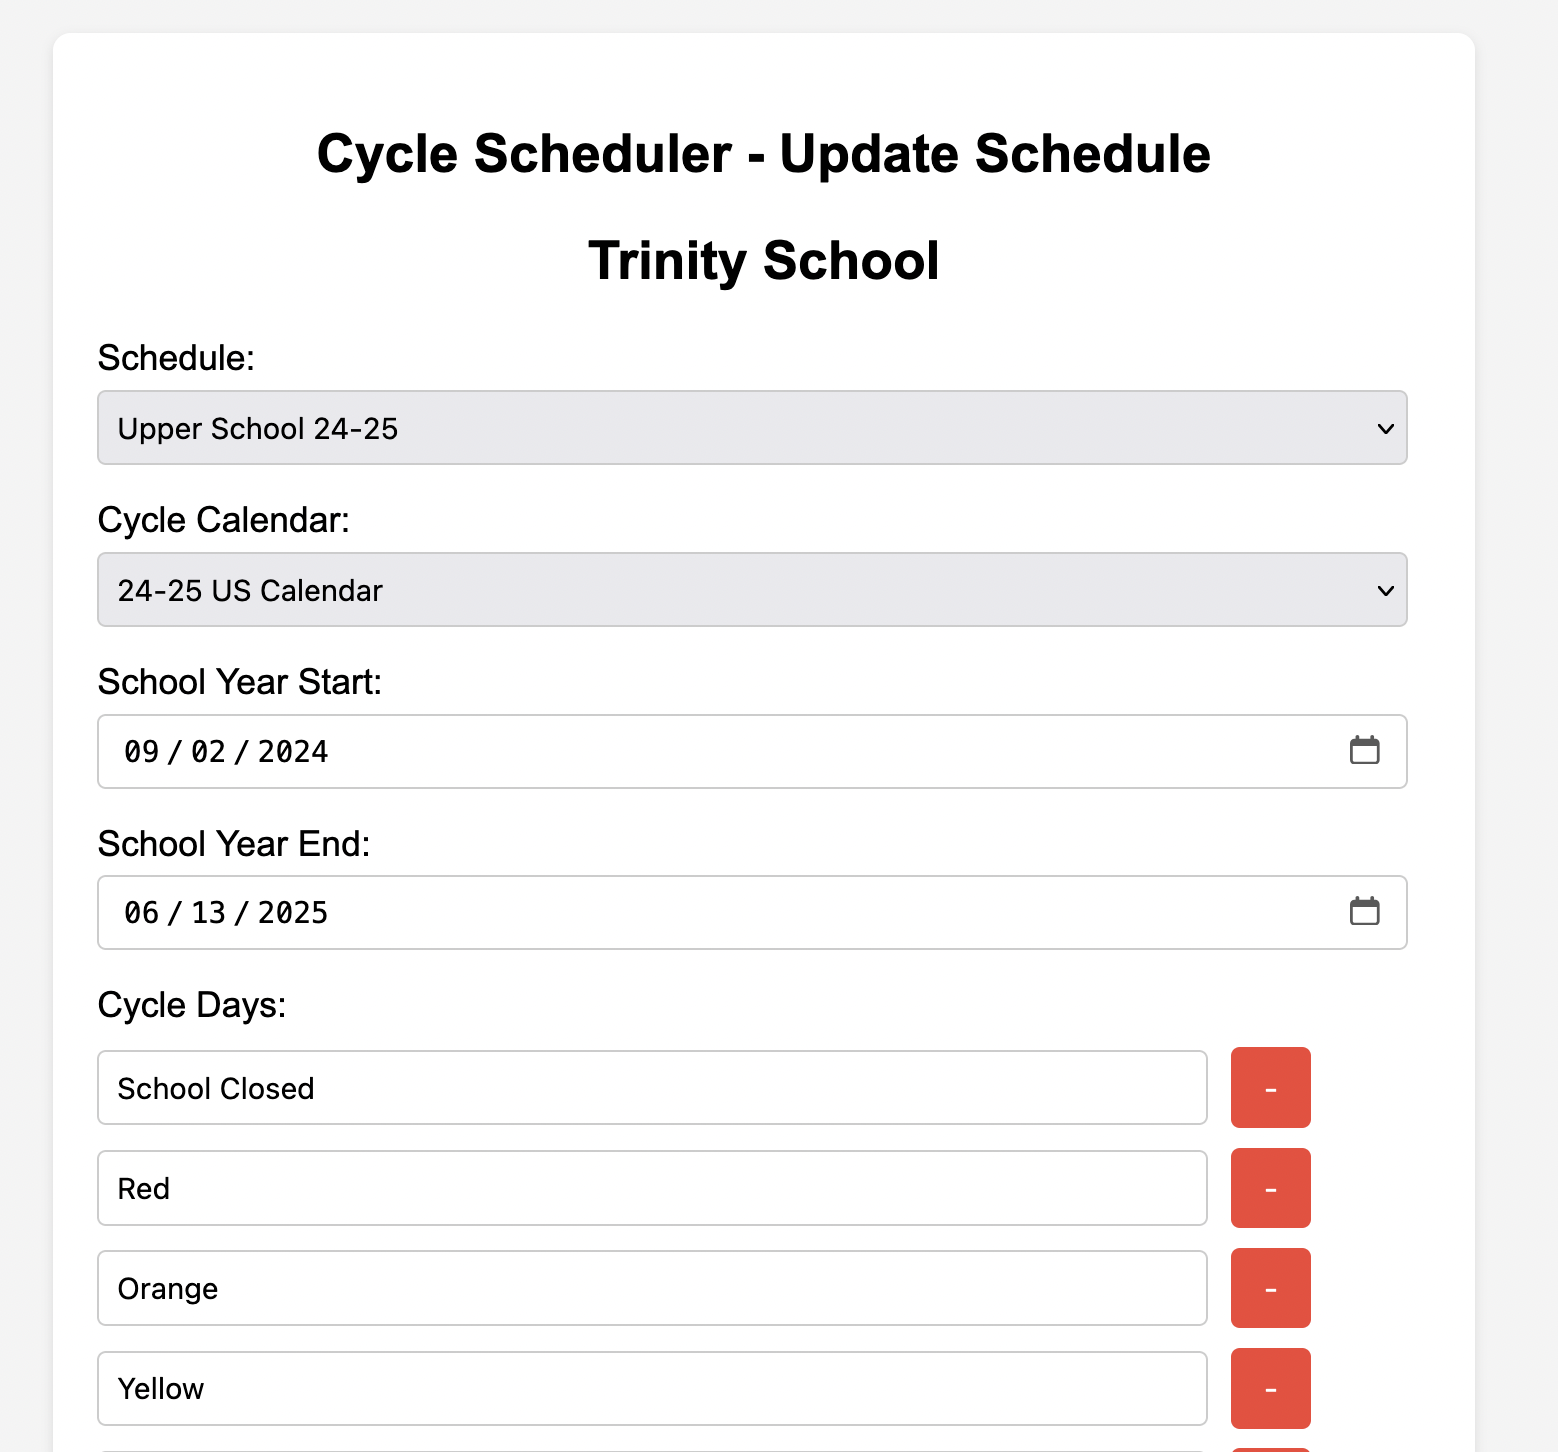 Cycle Scheduler - Update Schedule
Trinity School
Schedule:
Upper School 24-25
Cycle Calendar:
24-25 US Calendar
School Year Start:
09/02/2024
School Year End:
06/13/2025
Cycle Days:
School Closed -
Red -
Orange -
Yellow -